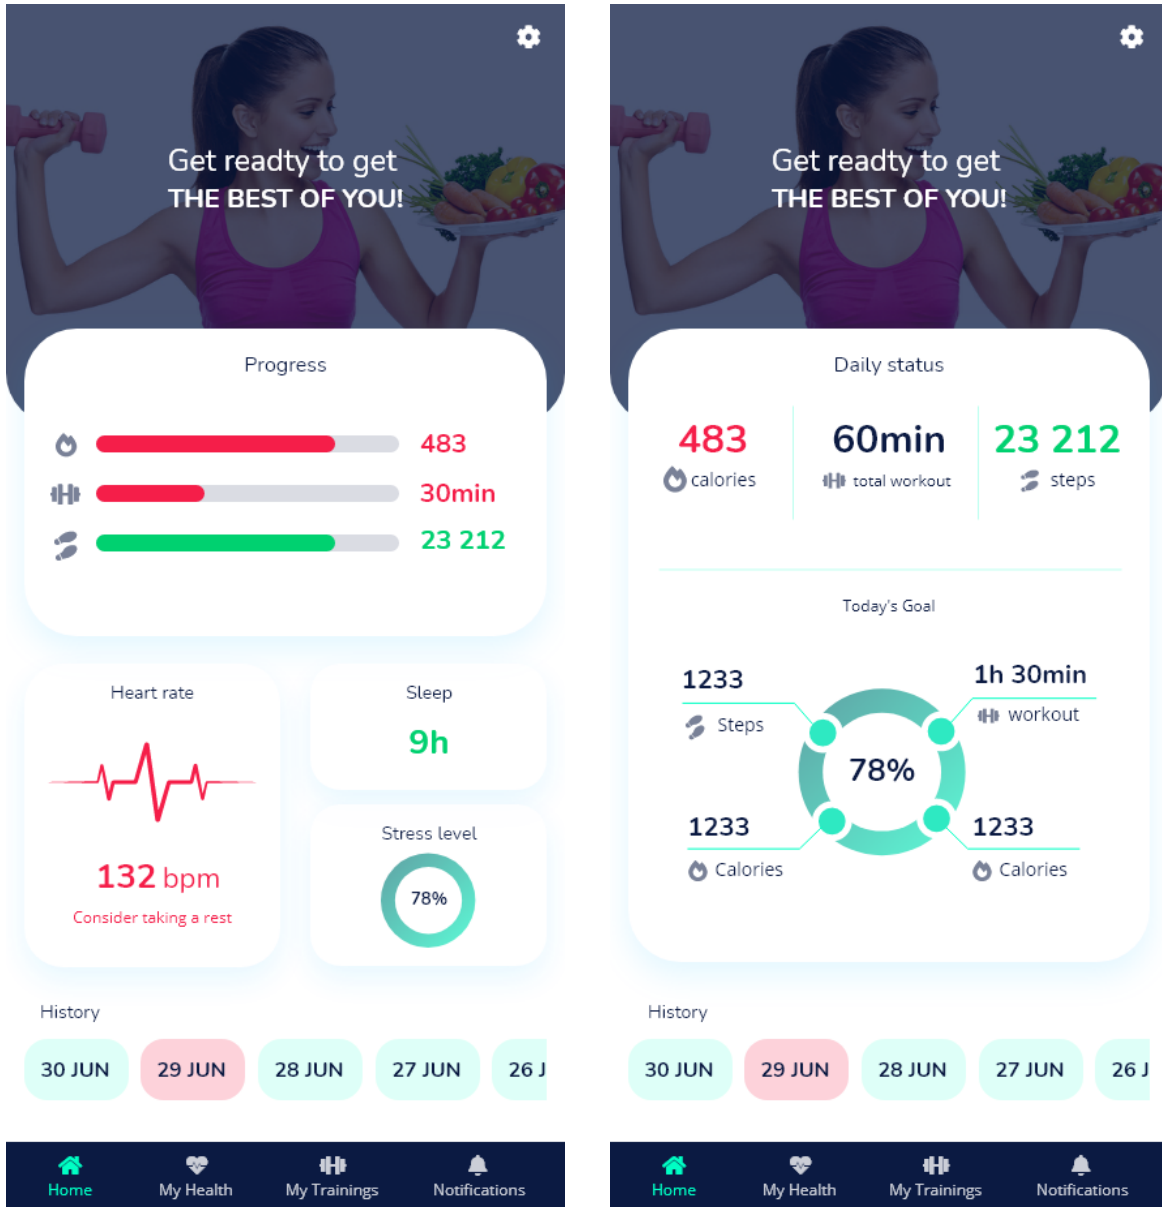 Get readty to get
THE BEST OF YOU!
Progress
483
30min
23 212
Heart rate
132 bpm
Consider taking a rest
Sleep
9h
Stress level
78%
History
30 JUN 29 JUN 28 JUN 27 JUN 26 J
Home My Health My Trainings Notifications
Get readty to get
THE BEST OF YOU!
Daily status
483 60min 23 212
calories total workout steps
Today's Goal
1233 1h 30min
Steps workout
78%
1233 1233
Calories Calories
History
30 JUN 29 JUN 28 JUN 27 JUN 26 J
Home My Health My Trainings Notifications